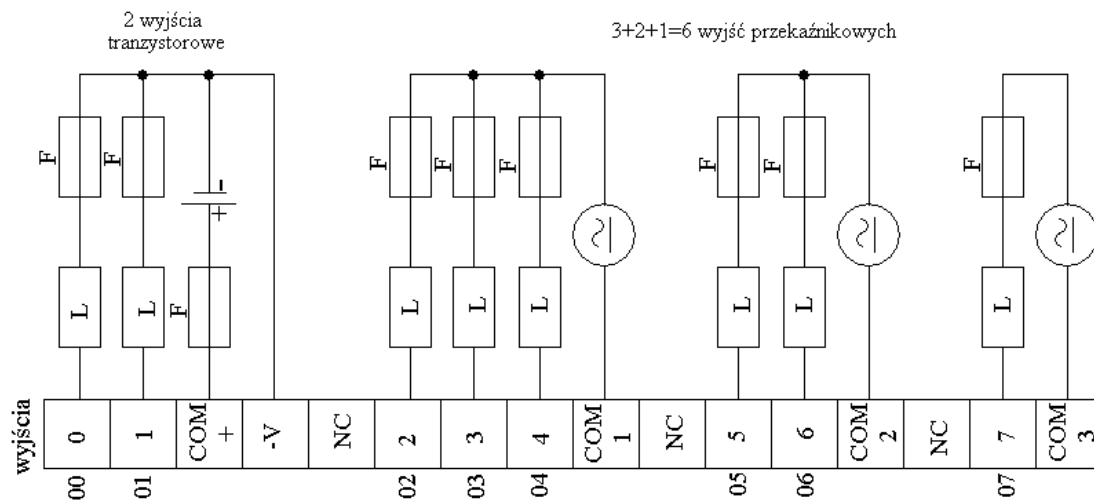 2 wyjścia
tranzystorowe
3+2+1=6 wyjść przekaźnikowych
F F F F F F F F
- +
L L F L L L L L L
wyjścia 0 1 COM + -V NC 2 3 4 COM 1 NC 5 6 COM 2 NC 7 COM 3
00 01 02 03 04 05 06 07